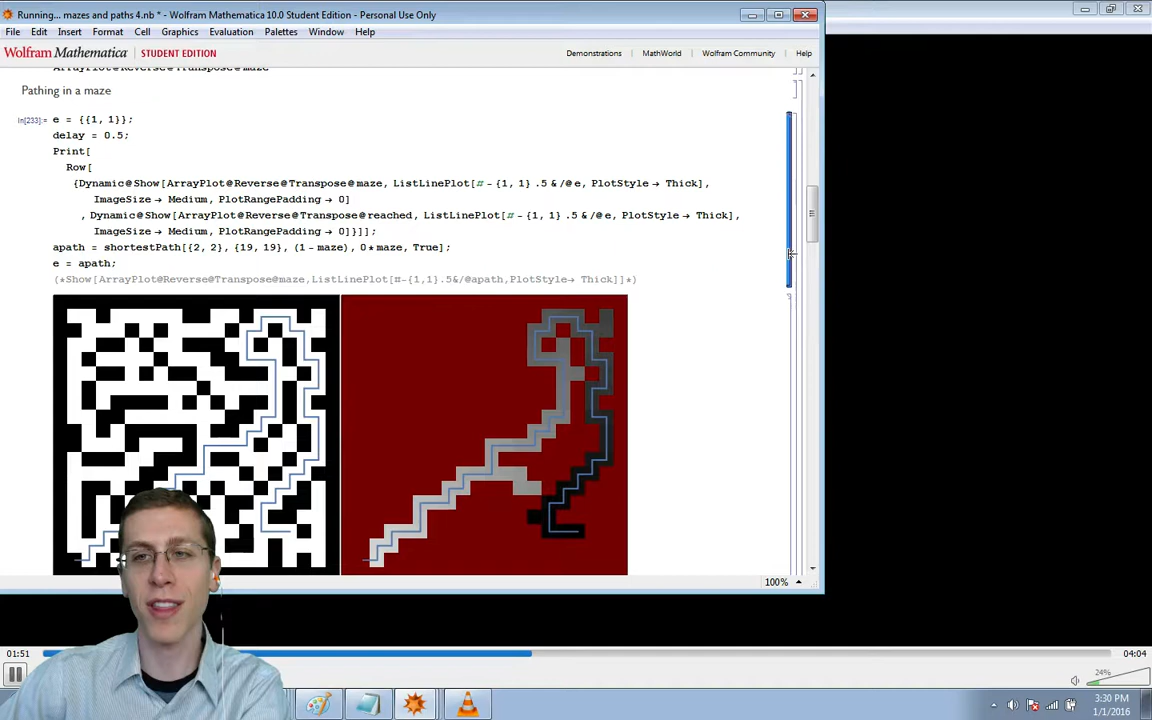 Running... mazes and paths 4.nb * - Wolfram Mathematica 10.0 Student Edition - Personal Use Only
File Edit Insert Format Cell Graphics Evaluation Palettes Window Help
Wolfram Mathematica | STUDENT EDITION Demonstrations MathWorld Wolfram Community Help
ArrayPlot@Reverse@Transpose@maze
Pathing in a maze
In[233]:= e = {{1, 1}};
delay = 0.5;
Print[
Row[
{Dynamic@Show[ArrayPlot@Reverse@Transpose@maze, ListLinePlot[# - {1, 1} .5 & /@ e, PlotStyle → Thick],
ImageSize → Medium, PlotRangePadding → 0]
, Dynamic@Show[ArrayPlot@Reverse@Transpose@reached, ListLinePlot[# - {1, 1} .5 & /@ e, PlotStyle → Thick],
ImageSize → Medium, PlotRangePadding → 0]}]];
apath = shortestPath[{2, 2}, {19, 19}, (1 - maze), 0 * maze, True];
e = apath;
(*Show[ArrayPlot@Reverse@Transpose@maze,ListLinePlot[#-{1,1}.5&/@apath,PlotStyle→ Thick]]*)
100%
01:51 04:04
24%
3:30 PM
1/1/2016